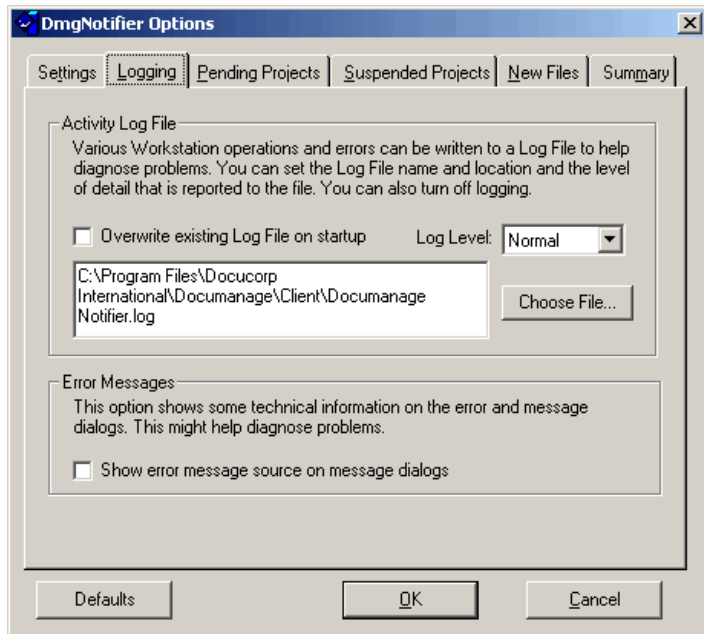 DmgNotifier Options
Settings Logging Pending Projects Suspended Projects New Files Summary
Activity Log File
Various Workstation operations and errors can be written to a Log File to help
diagnose problems. You can set the Log File name and location and the level
of detail that is reported to the file. You can also turn off logging.
Overwrite existing Log File on startup Log Level: Normal
C:\Program Files\Docucorp
International\Documanage\Client\Documanage
Notifier.log
Choose File...
Error Messages
This option shows some technical information on the error and message
dialogs. This might help diagnose problems.
Show error message source on message dialogs
Defaults OK Cancel